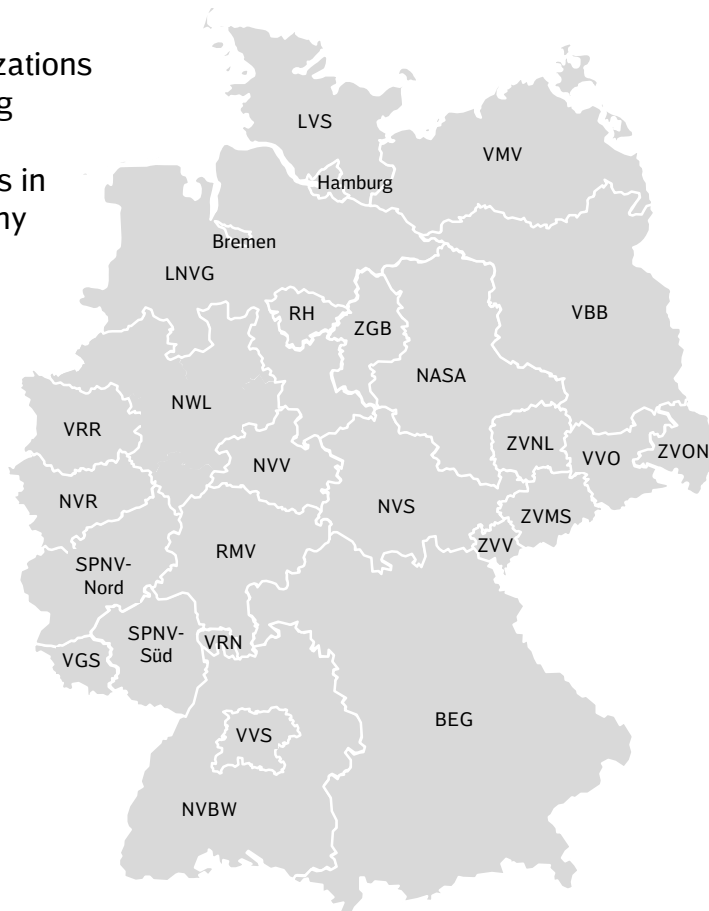 zations
g
s in
ny
LVS
VMV
Hamburg
Bremen
LNVG
RH
ZGB
VBB
NASA
NWL
VRR
ZVNL
VVO
ZVON
NVV
NVR
NVS
ZVMS
RMV
ZVV
SPNV-
Nord
SPNV-
Süd
VRN
VGS
BEG
VVS
NVBW